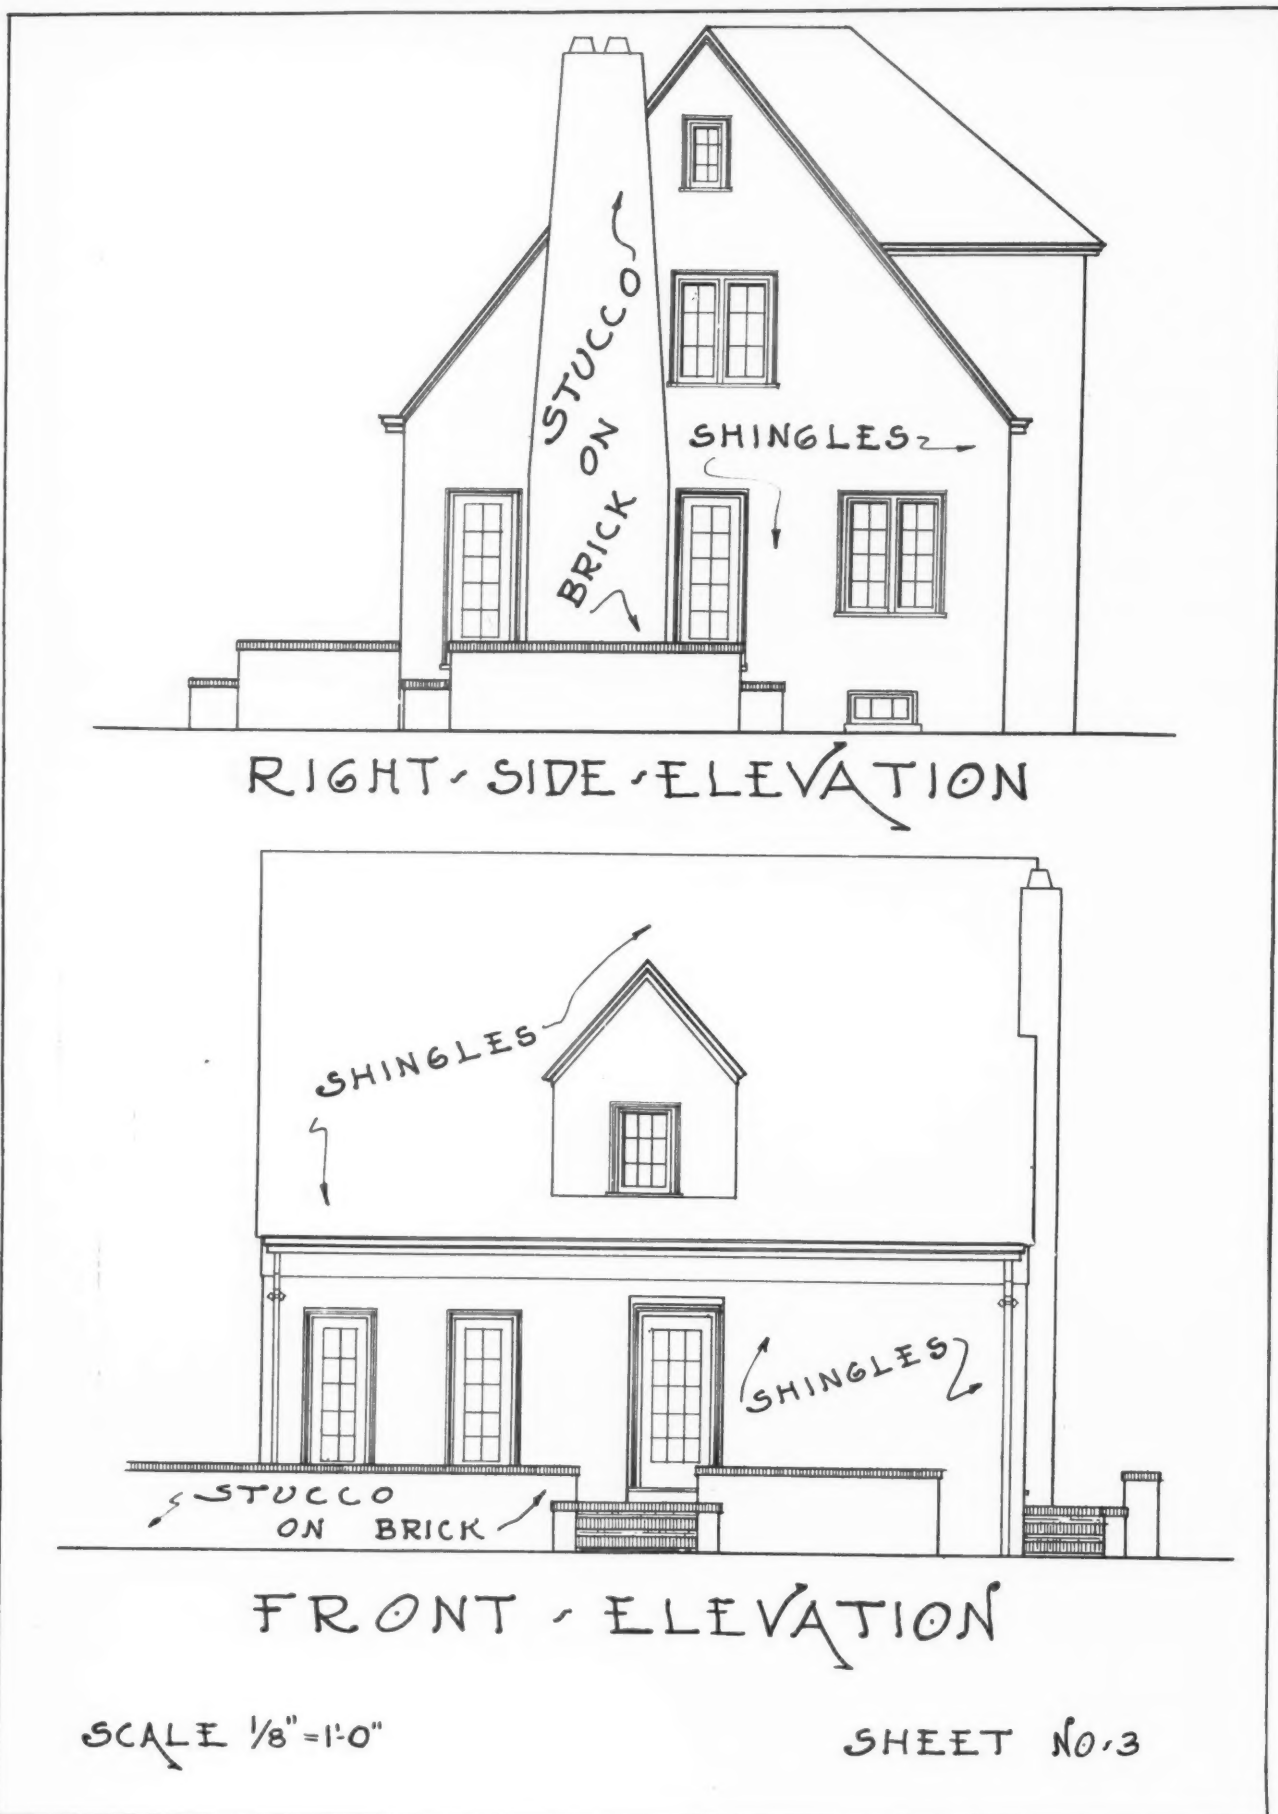 STUCCO
ON
BRICK
SHINGLES
RIGHT-SIDE-ELEVATION
SHINGLES
SHINGLES
STUCCO
ON BRICK
FRONT-ELEVATION
SCALE 1/8"=1'-0"
SHEET NO-3